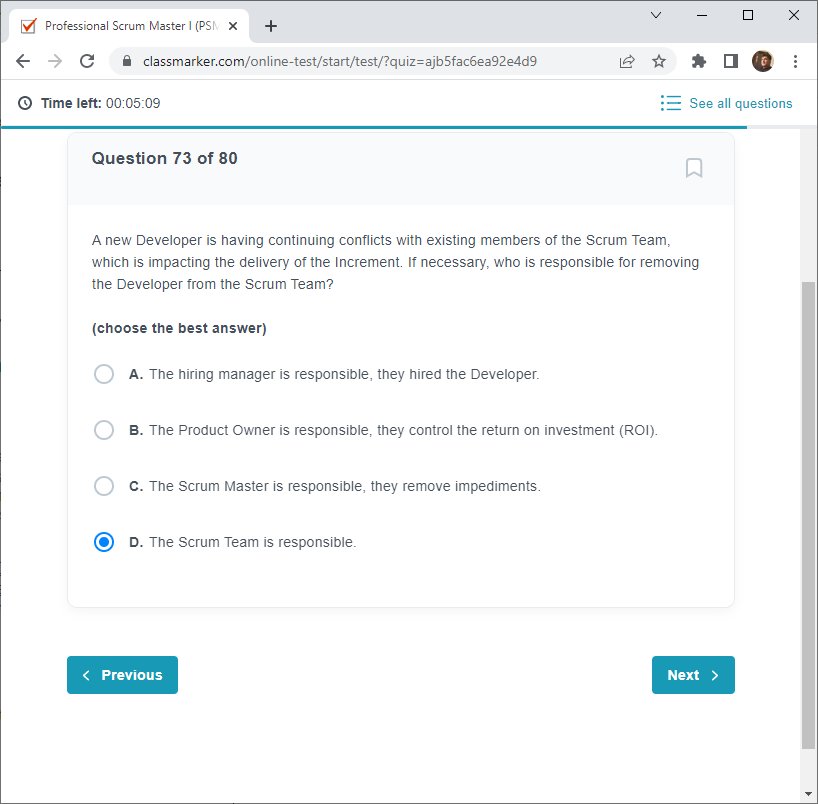 Professional Scrum Master I (PSM
classmarker.com/online-test/start/test/?quiz=ajb5fac6ea92e4d9
Time left: 00:05:09
See all questions
Question 73 of 80
A new Developer is having continuing conflicts with existing members of the Scrum Team,
which is impacting the delivery of the Increment. If necessary, who is responsible for removing
the Developer from the Scrum Team?
(choose the best answer)
A. The hiring manager is responsible, they hired the Developer.
B. The Product Owner is responsible, they control the return on investment (ROI).
C. The Scrum Master is responsible, they remove impediments.
D. The Scrum Team is responsible.
Previous
Next